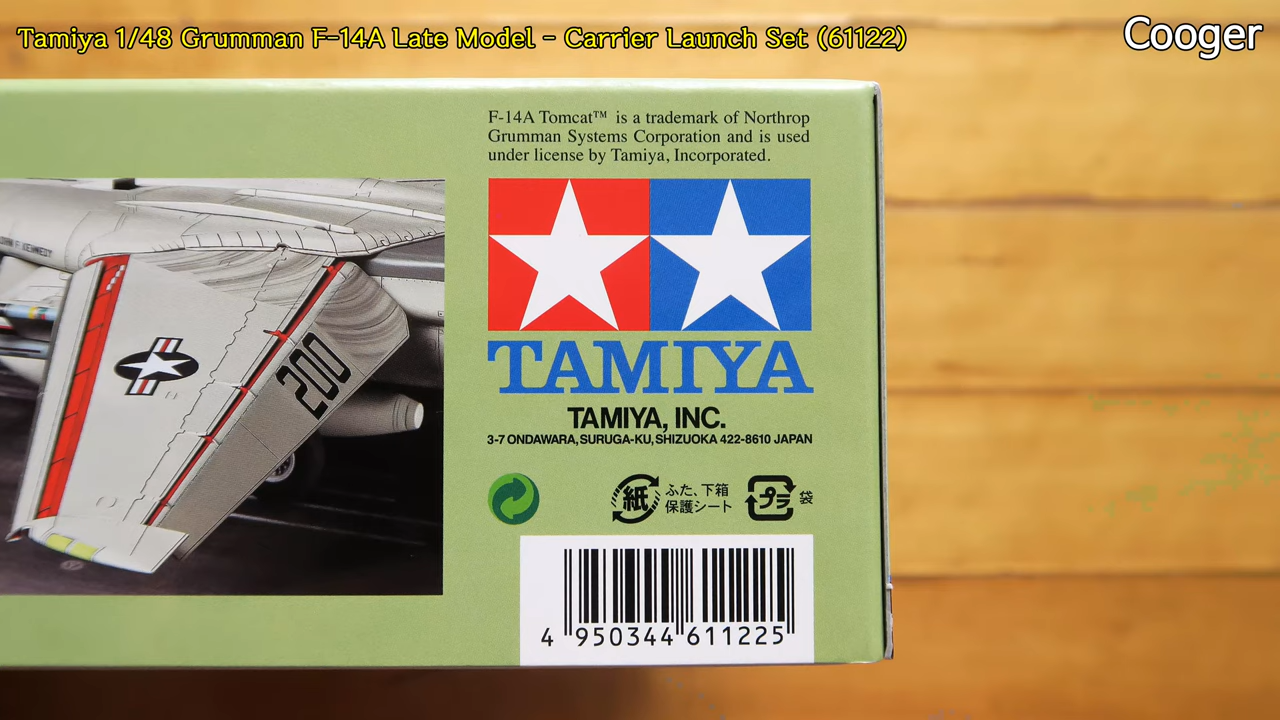 Tamiya 1/48 Grumman F-14A Late Model - Carrier Launch Set (61122)
Cooger
F-14A Tomcat™ is a trademark of Northrop
Grumman Systems Corporation and is used
under license by Tamiya, Incorporated.
TAMIYA
TAMIYA, INC.
3-7 ONDAWARA, SURUGA-KU, SHIZUOKA 422-8610 JAPAN
紙 ふた、下箱
保護シート
プラ 袋
4 950344 611225
F KENNEDY
200